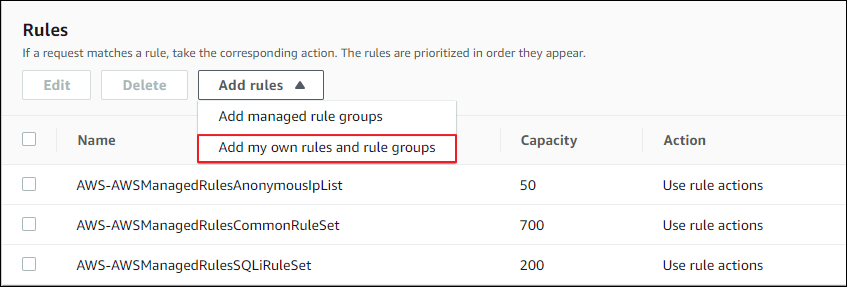 Rules
If a request matches a rule, take the corresponding action. The rules are prioritized in order they appear.
Edit Delete Add rules
Add managed rule groups
Add my own rules and rule groups
Name Capacity Action
AWS-AWSManagedRulesAnonymousIpList 50 Use rule actions
AWS-AWSManagedRulesCommonRuleSet 700 Use rule actions
AWS-AWSManagedRulesSQLiRuleSet 200 Use rule actions